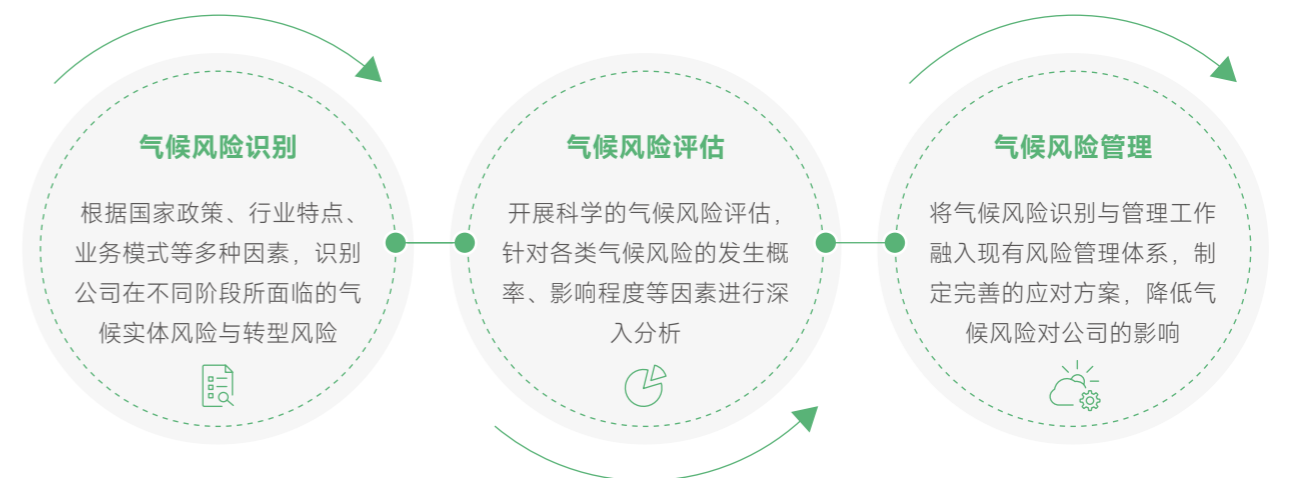 气候风险识别
根据国家政策、行业特点、
业务模式等多种因素，识别
公司在不同阶段所面临的气
候实体风险与转型风险
气候风险评估
开展科学的气候风险评估，
针对各类气候风险的发生概
率、影响程度等因素进行深
入分析
气候风险管理
将气候风险识别与管理工作
融入现有风险管理体系，制
定完善的应对方案，降低气
候风险对公司的影响